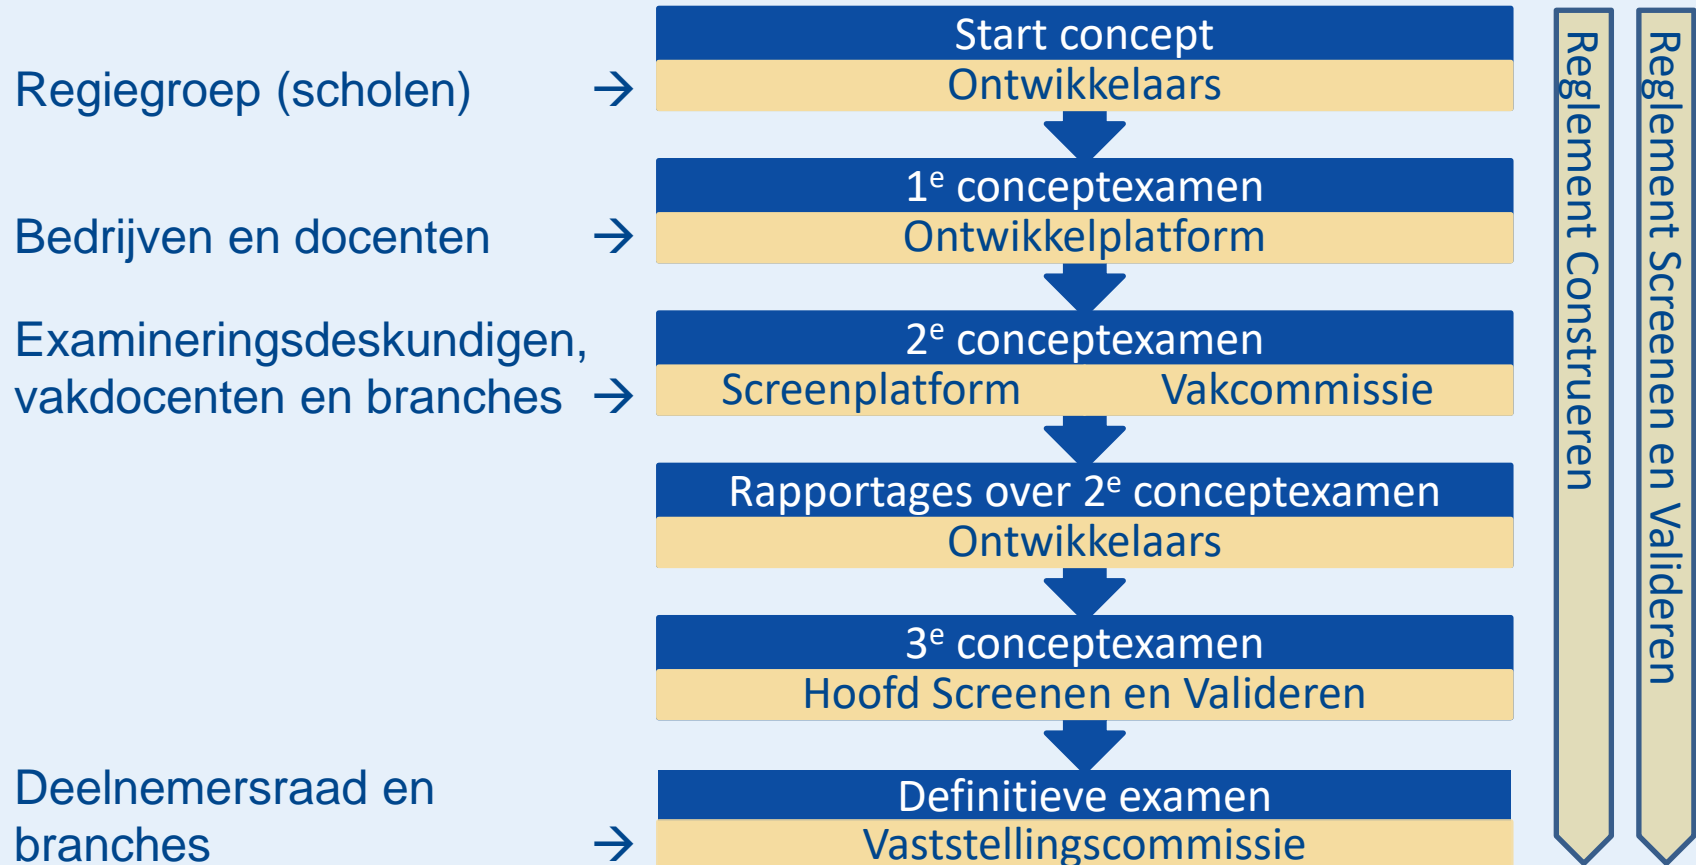 Start concept
Regiegroep (scholen) → Ontwikkelaars
1e conceptexamen
Bedrijven en docenten → Ontwikkelplatform
Examineringsdeskundigen,
vakdocenten en branches →
2e conceptexamen
Screenplatform Vakcommissie
Rapportages over 2e conceptexamen
Ontwikkelaars
3e conceptexamen
Hoofd Screenen en Valideren
Deelnemersraad en
branches →
Definitieve examen
Vaststellingscommissie
Reglement Construeren
Reglement Screenen en Valideren